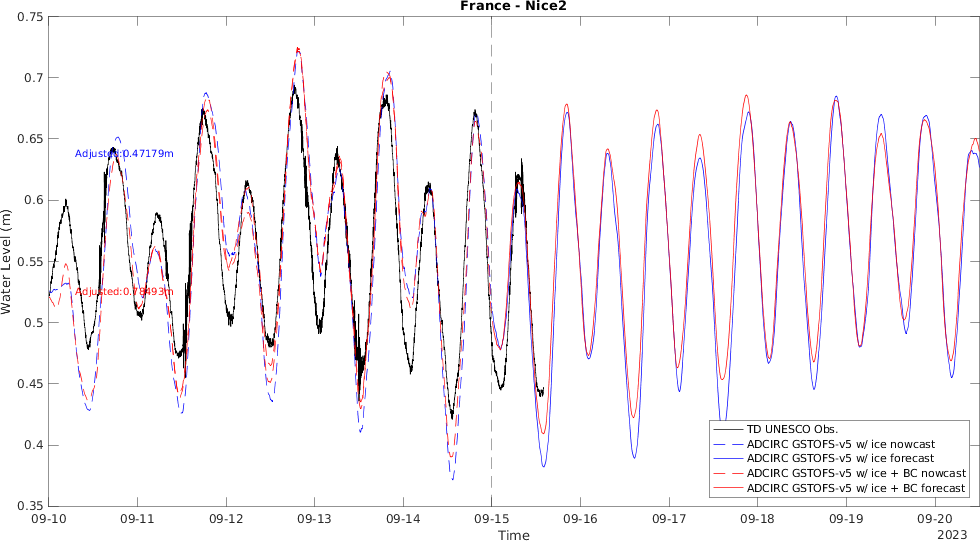 France - Nice2
Water Level (m)
0.75
0.7
0.65
0.6
0.55
0.5
0.45
0.4
0.35
Adjusted:0.47179m
Adjusted:0.78493m
TD UNESCO Obs.
ADCIRC GSTOFS-v5 w/ ice nowcast
ADCIRC GSTOFS-v5 w/ ice forecast
ADCIRC GSTOFS-v5 w/ ice + BC nowcast
ADCIRC GSTOFS-v5 w/ ice + BC forecast
09-10 09-11 09-12 09-13 09-14 09-15 09-16 09-17 09-18 09-19 09-20
Time
2023